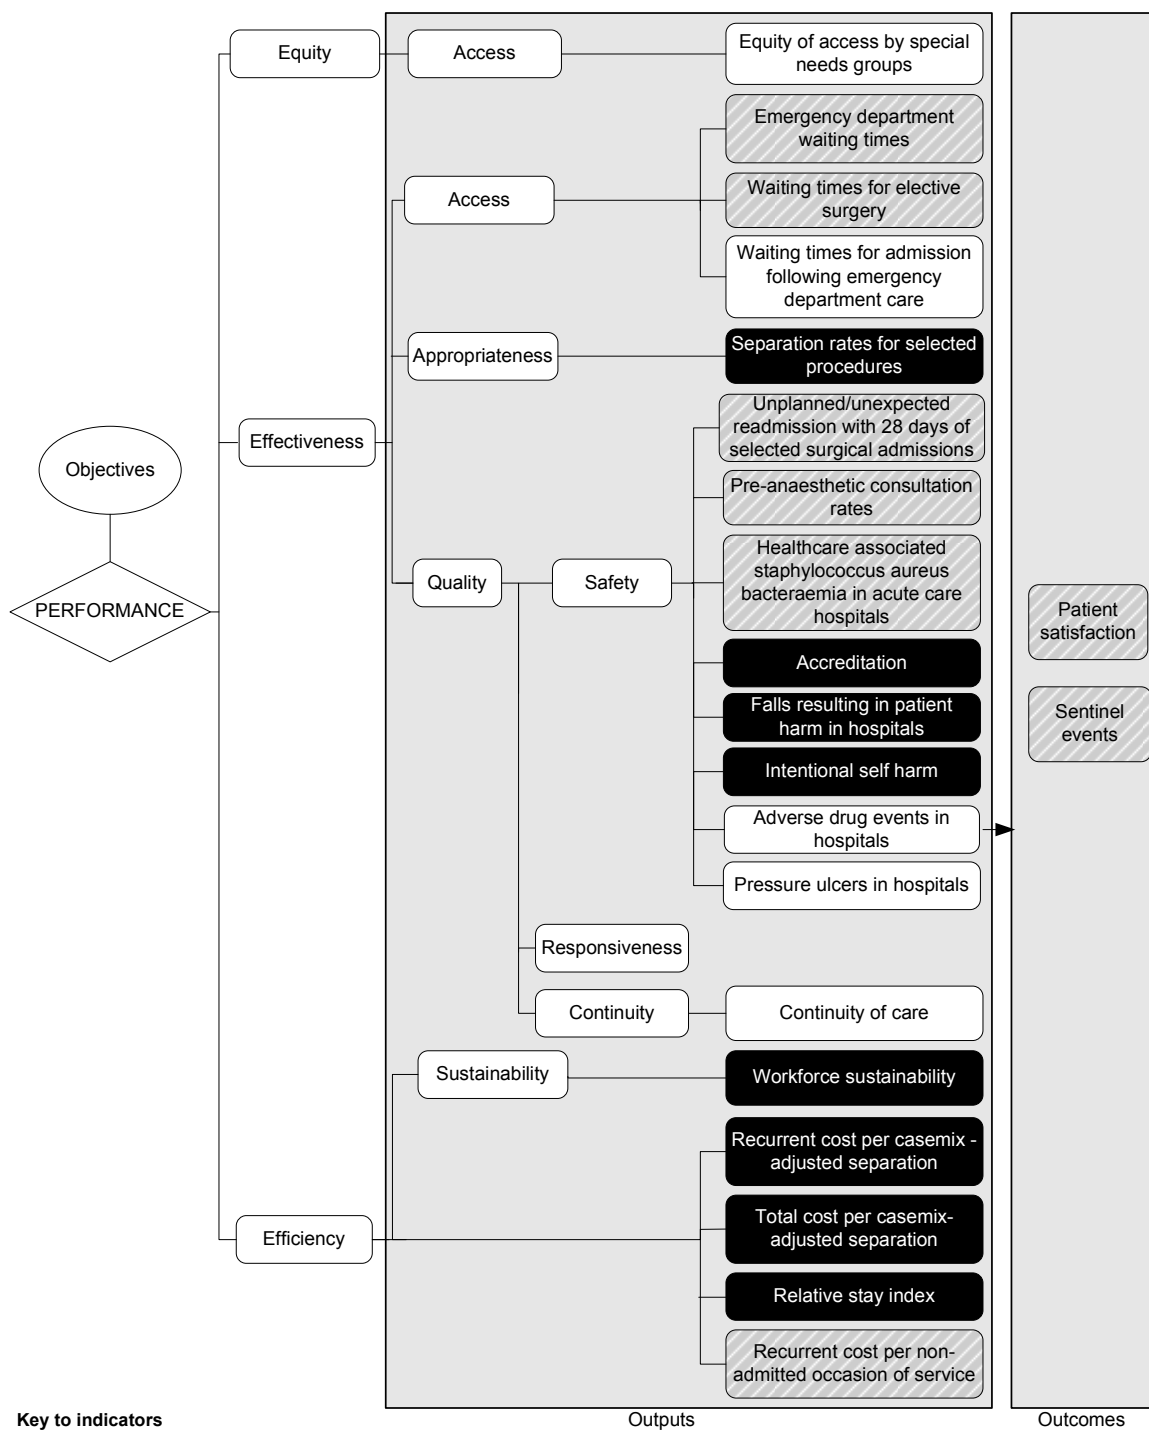 Equity
Access
Equity of access by special
needs groups
Emergency department
waiting times
Access
Waiting times for elective
surgery
Waiting times for admission
following emergency
department care
Appropriateness
Separation rates for selected
procedures
Unplanned/unexpected
readmission with 28 days of
selected surgical admissions
Effectiveness
Objectives
Pre-anaesthetic consultation
rates
Healthcare associated
staphylococcus aureus
bacteraemia in acute care
hospitals
Quality
Safety
PERFORMANCE
Patient
satisfaction
Accreditation
Falls resulting in patient
harm in hospitals
Sentinel
events
Intentional self harm
Adverse drug events in
hospitals
Pressure ulcers in hospitals
Responsiveness
Continuity
Continuity of care
Sustainability
Workforce sustainability
Recurrent cost per casemix -
adjusted separation
Efficiency
Total cost per casemix-
adjusted separation
Relative stay index
Recurrent cost per non-
admitted occasion of service
Key to indicators
Outputs
Outcomes